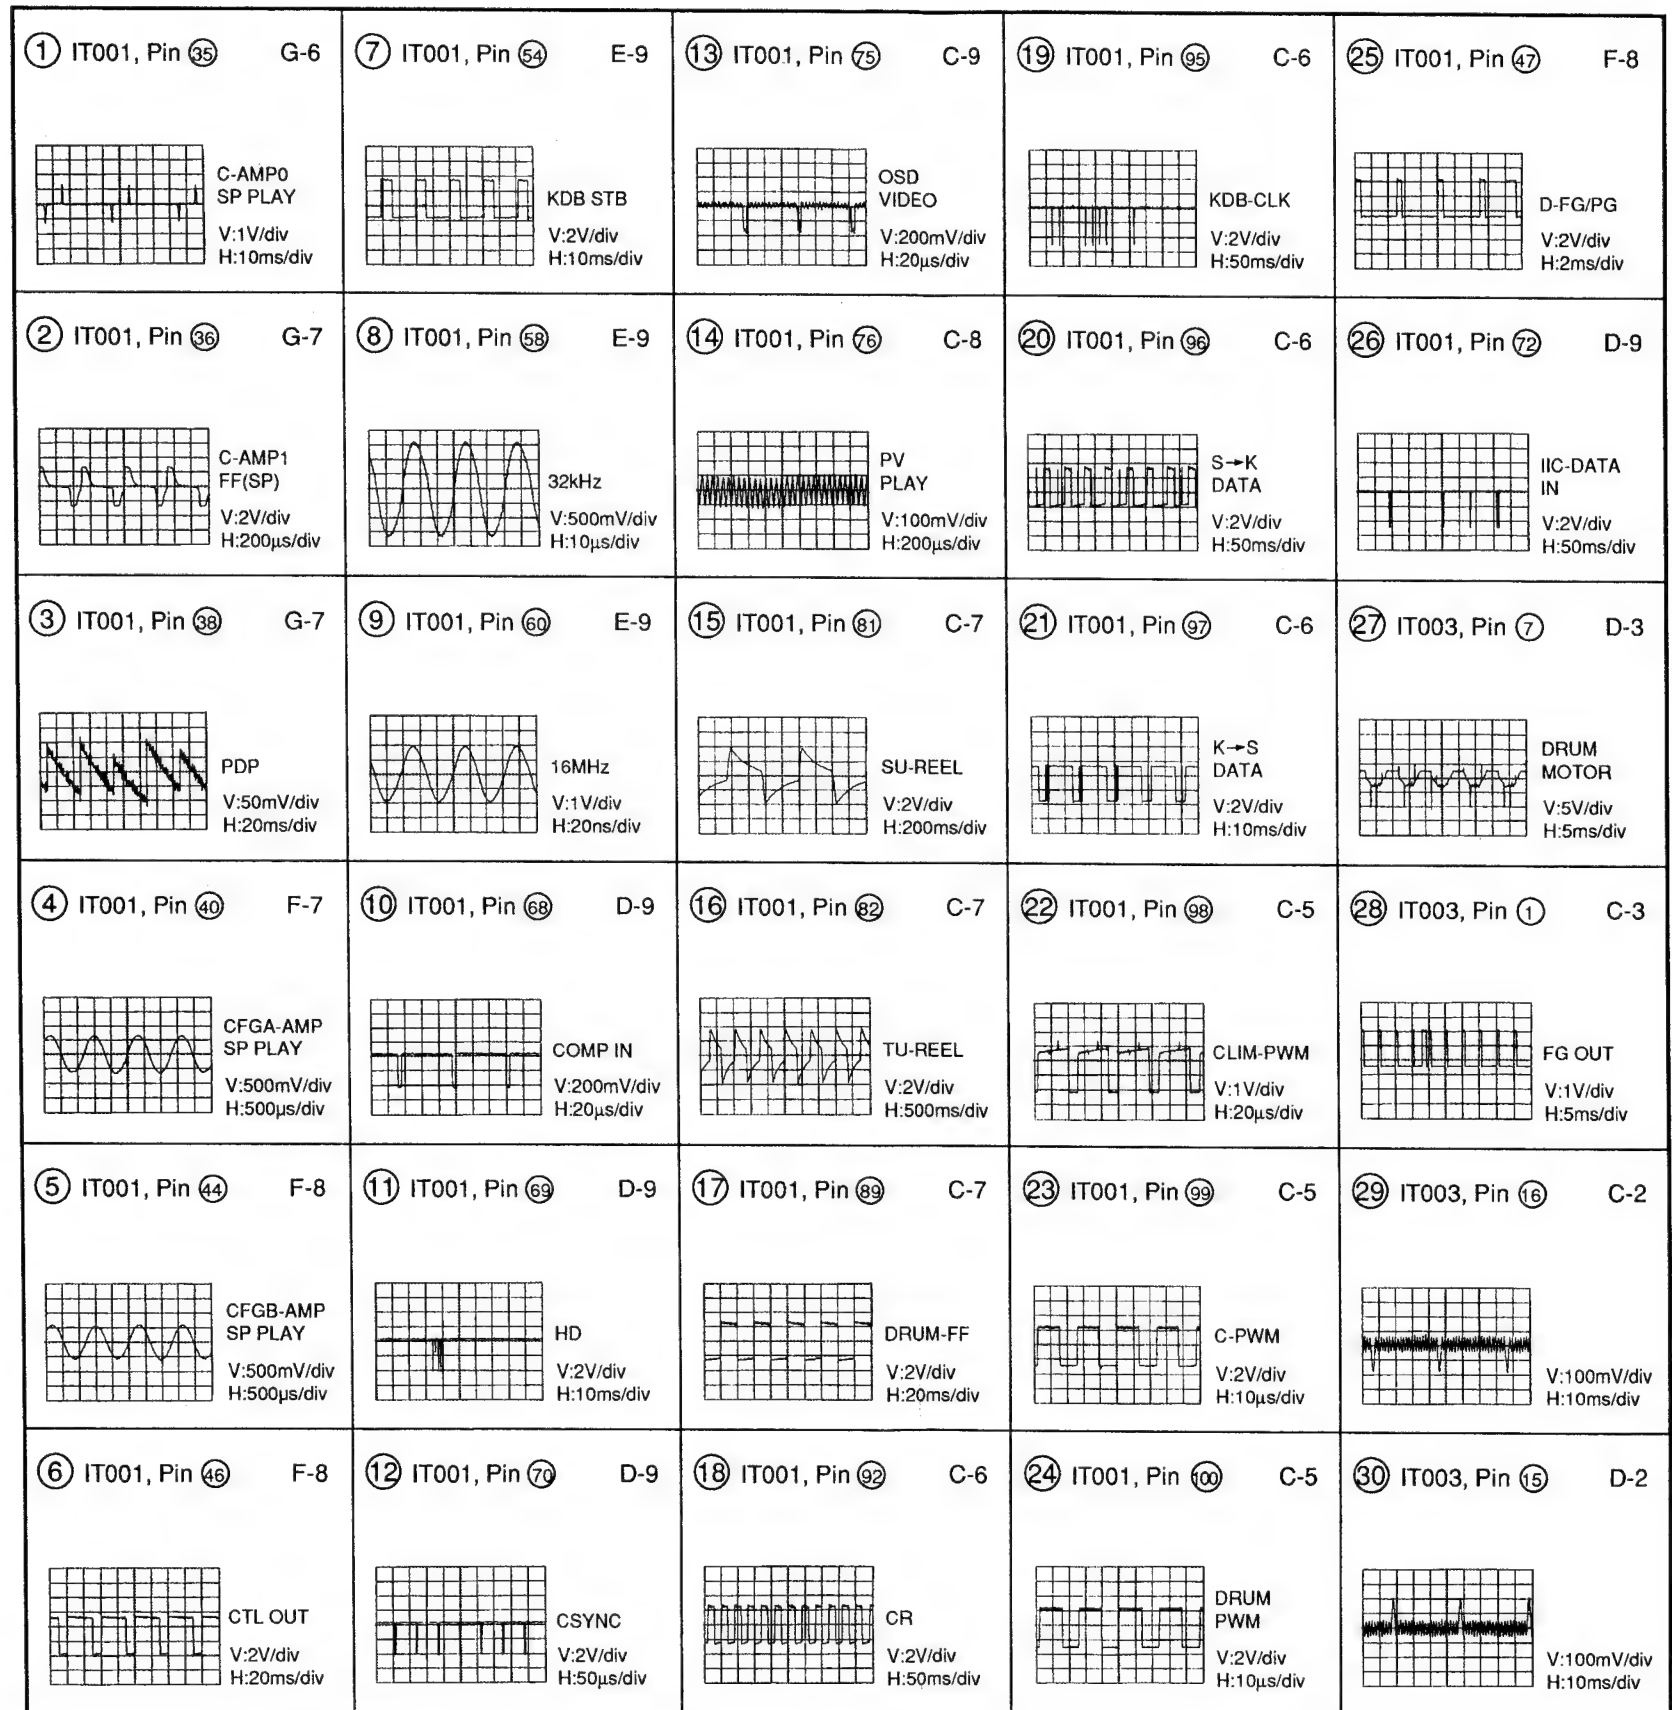 ① IT001, Pin ㉟ G-6
C-AMP0
SP PLAY
V:1V/div
H:10ms/div
② IT001, Pin ㊱ G-7
C-AMP1
FF(SP)
V:2V/div
H:200µs/div
③ IT001, Pin ㊳ G-7
PDP
V:50mV/div
H:20ms/div
④ IT001, Pin ㊵ F-7
CFGA-AMP
SP PLAY
V:500mV/div
H:500µs/div
⑤ IT001, Pin ㊹ F-8
CFGB-AMP
SP PLAY
V:500mV/div
H:500µs/div
⑥ IT001, Pin ㊻ F-8
CTL OUT
V:2V/div
H:20ms/div
⑦ IT001, Pin 54 E-9
KDB STB
V:2V/div
H:10ms/div
⑧ IT001, Pin 58 E-9
32kHz
V:500mV/div
H:10µs/div
⑨ IT001, Pin 60 E-9
16MHz
V:1V/div
H:20ns/div
⑩ IT001, Pin 68 D-9
COMP IN
V:200mV/div
H:20µs/div
⑪ IT001, Pin 69 D-9
HD
V:2V/div
H:10ms/div
⑫ IT001, Pin 70 D-9
CSYNC
V:2V/div
H:50µs/div
⑬ IT001, Pin 75 C-9
OSD
VIDEO
V:200mV/div
H:20µs/div
⑭ IT001, Pin 76 C-8
PV
PLAY
V:100mV/div
H:200µs/div
⑮ IT001, Pin 81 C-7
SU-REEL
V:2V/div
H:200ms/div
⑯ IT001, Pin 82 C-7
TU-REEL
V:2V/div
H:500ms/div
⑰ IT001, Pin 89 C-7
DRUM-FF
V:2V/div
H:20ms/div
⑱ IT001, Pin 92 C-6
CR
V:2V/div
H:50ms/div
⑲ IT001, Pin 95 C-6
KDB-CLK
V:2V/div
H:50ms/div
⑳ IT001, Pin 96 C-6
S→K
DATA
V:2V/div
H:50ms/div
㉑ IT001, Pin 97 C-6
K→S
DATA
V:2V/div
H:10ms/div
㉒ IT001, Pin 98 C-5
CLIM-PWM
V:1V/div
H:20µs/div
㉓ IT001, Pin 99 C-5
C-PWM
V:2V/div
H:10µs/div
㉔ IT001, Pin 100 C-5
DRUM
PWM
V:2V/div
H:10µs/div
㉕ IT001, Pin ㊼ F-8
D-FG/PG
V:2V/div
H:2ms/div
㉖ IT001, Pin 72 D-9
IIC-DATA
IN
V:2V/div
H:50ms/div
㉗ IT003, Pin ⑦ D-3
DRUM
MOTOR
V:5V/div
H:5ms/div
㉘ IT003, Pin ① C-3
FG OUT
V:1V/div
H:5ms/div
㉙ IT003, Pin ⑯ C-2
V:100mV/div
H:10ms/div
㉚ IT003, Pin ⑮ D-2
V:100mV/div
H:10ms/div